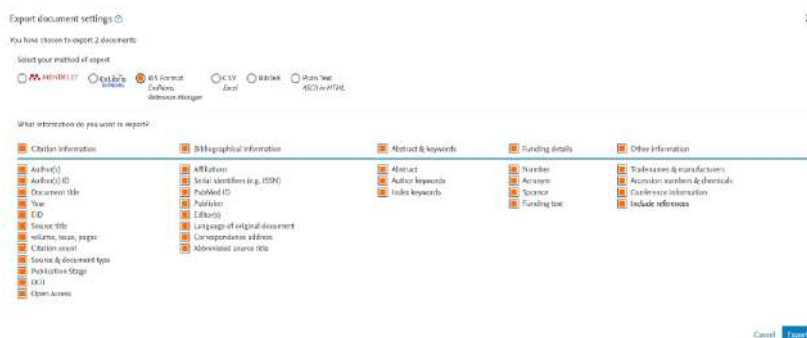 Export document settings
You have chosen to export 2 documents
Select your method of export
MENDELEY
ExLibris
RefWorks
RIS Format
EndNote,
Reference Manager
CSV
Excel
BibTeX
Plain Text
ASCII in HTML
What information do you want to export?
Citation information
Author(s)
Author(s) ID
Document title
Year
EID
Source title
volume, issue, pages
Citation count
Source & document type
Publication Stage
DOI
Open Access
Bibliographical information
Affiliations
Serial identifiers (e.g. ISSN)
PubMed ID
Publisher
Editor(s)
Language of original document
Correspondence address
Abbreviated source title
Abstract & keywords
Abstract
Author keywords
Index keywords
Funding details
Number
Acronym
Sponsor
Funding text
Other information
Tradenames & manufacturers
Accession numbers & chemicals
Conference information
Include references
Cancel
Export